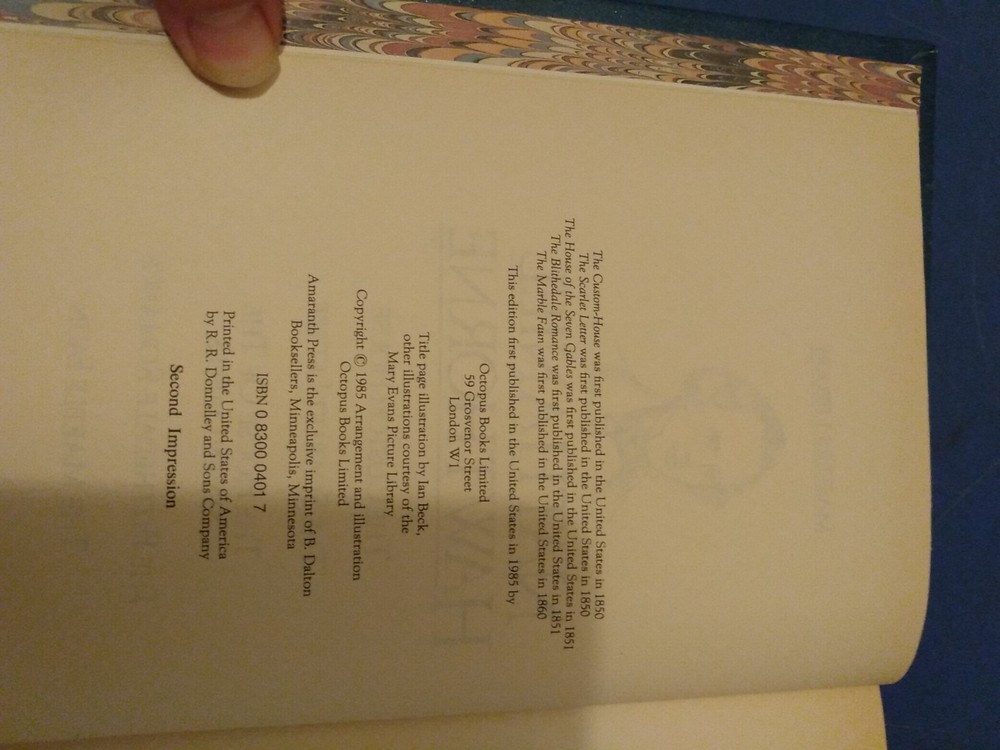 The Custom-House was first published in the United States in 1850
The Scarlet Letter was first published in the United States in 1850
The House of the Seven Gables was first published in the United States in 1851
The Blithedale Romance was first published in the United States in 1851
The Marble Faun was first published in the United States in 1860
This edition first published in the United States in 1985 by
Octopus Books Limited
59 Grosvenor Street
London W1
Title page illustration by Ian Beck,
other illustrations courtesy of the
Mary Evans Picture Library
Copyright © 1985 Arrangement and illustration
Octopus Books Limited
Amaranth Press is the exclusive imprint of B. Dalton
Booksellers, Minneapolis, Minnesota
ISBN 0 8300 0401 7
Printed in the United States of America
by R. R. Donnelley and Sons Company
Second Impression